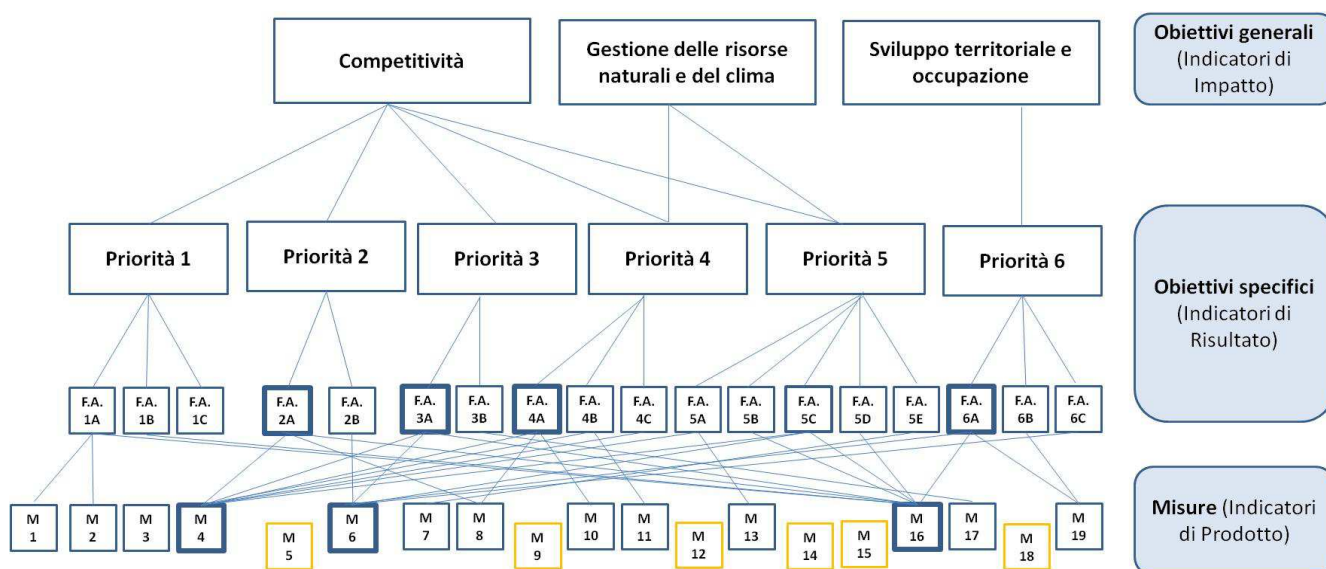 Competitività
Gestione delle risorse
naturali e del clima
Sviluppo territoriale e
occupazione
Obiettivi generali
(Indicatori di
Impatto)
Priorità 1
Priorità 2
Priorità 3
Priorità 4
Priorità 5
Priorità 6
Obiettivi specifici
(Indicatori di
Risultato)
F.A.
1A
F.A.
1B
F.A.
1C
F.A.
2A
F.A.
2B
F.A.
3A
F.A.
3B
F.A.
4A
F.A.
4B
F.A.
4C
F.A.
5A
F.A.
5B
F.A.
5C
F.A.
5D
F.A.
5E
F.A.
6A
F.A.
6B
F.A.
6C
M
1
M
2
M
3
M
4
M
5
M
6
M
7
M
8
M
9
M
10
M
11
M
12
M
13
M
14
M
15
M
16
M
17
M
18
M
19
Misure (Indicatori
di Prodotto)